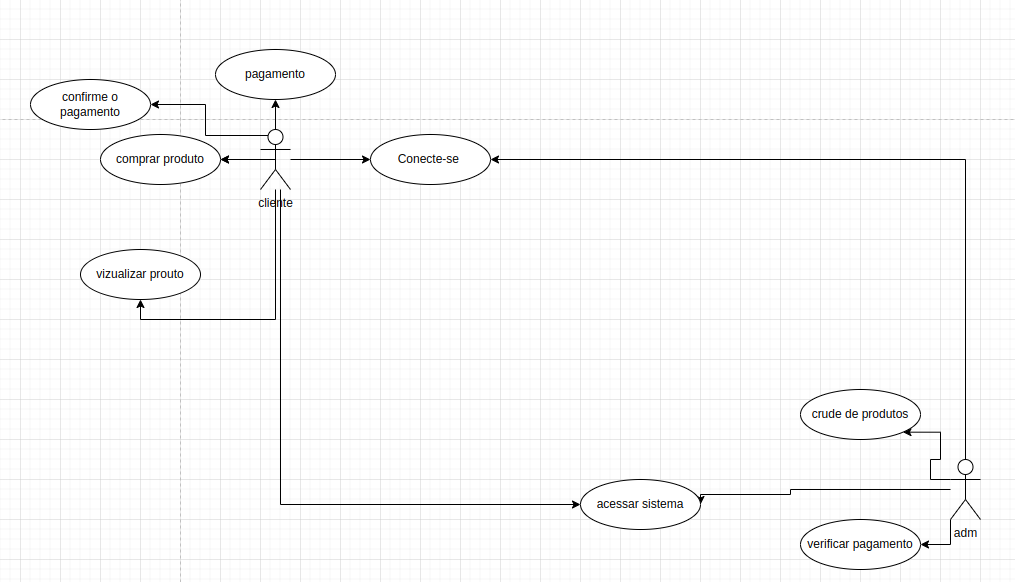 pagamento
confirme o
pagamento
comprar produto
Conecte-se
cliente
vizualizar prouto
crude de produtos
acessar sistema
adm
verificar pagamento